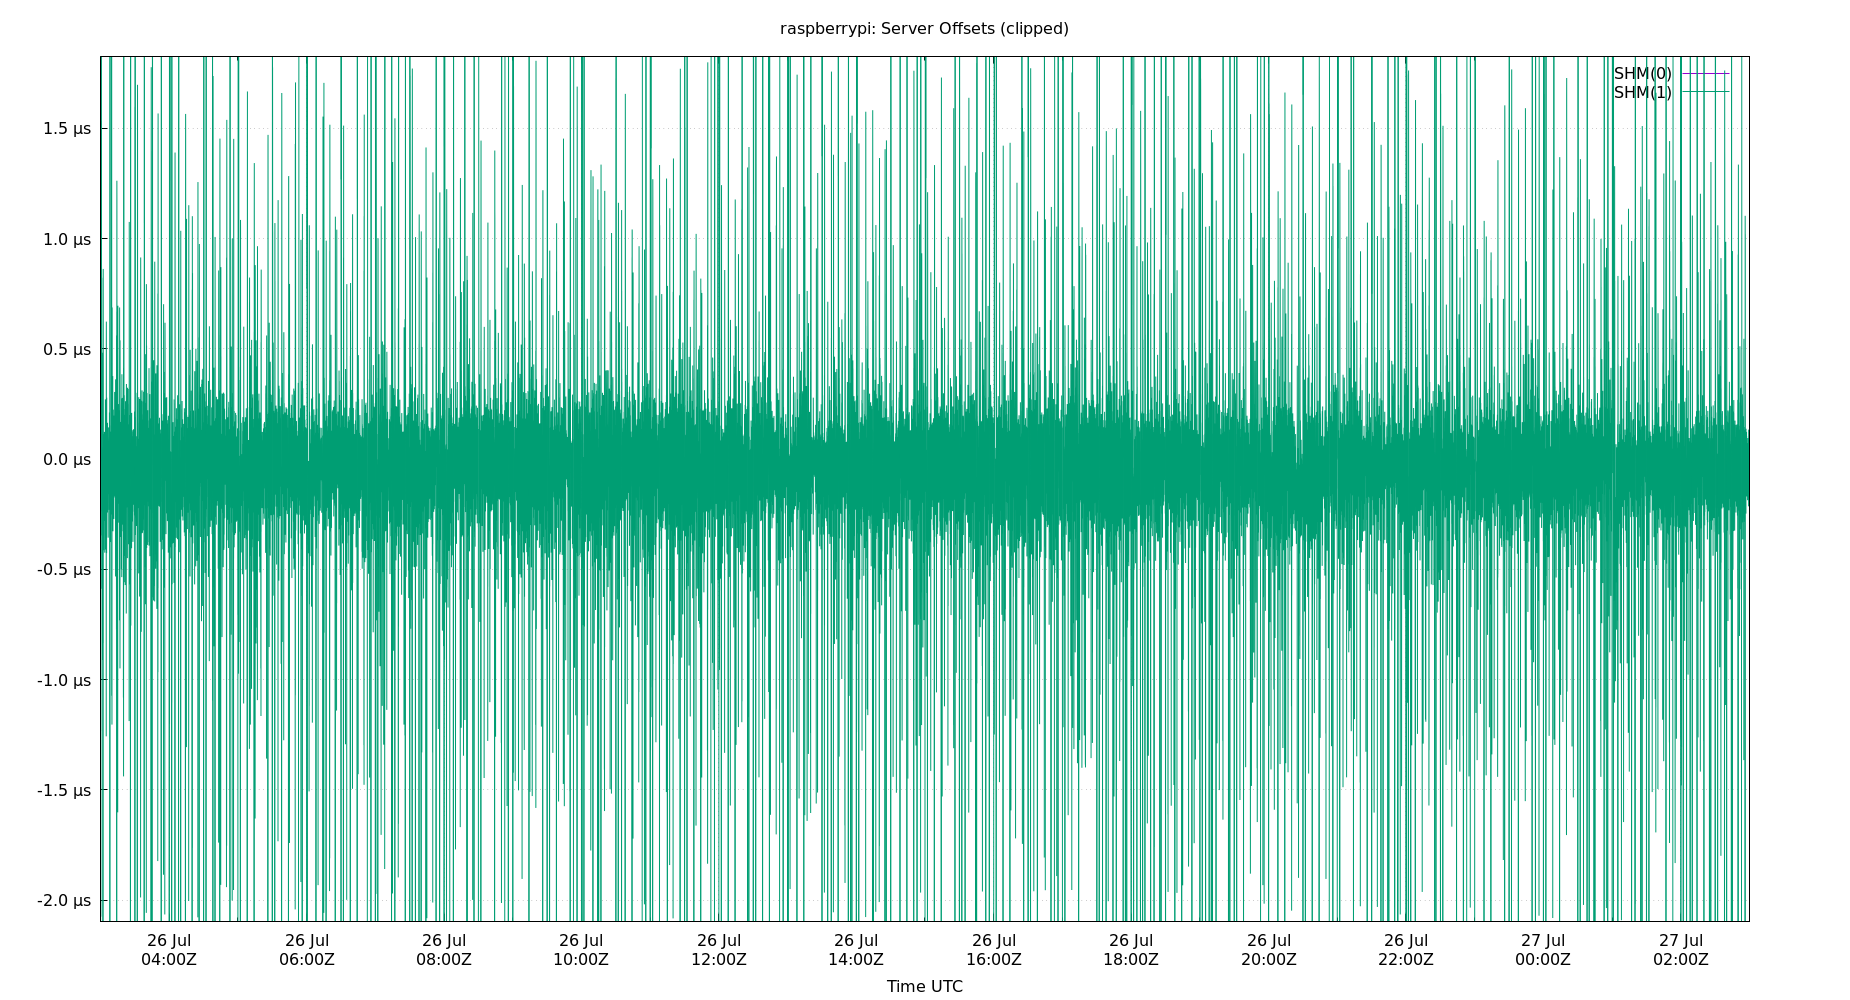 raspberrypi: Server Offsets (clipped)
SHM(0)
SHM(1)
1.5 µs
1.0 µs
0.5 µs
0.0 µs
-0.5 µs
-1.0 µs
-1.5 µs
-2.0 µs
26 Jul 26 Jul 26 Jul 26 Jul 26 Jul 26 Jul 26 Jul 26 Jul 26 Jul 26 Jul 27 Jul 27 Jul
04:00Z 06:00Z 08:00Z 10:00Z 12:00Z 14:00Z 16:00Z 18:00Z 20:00Z 22:00Z 00:00Z 02:00Z
Time UTC